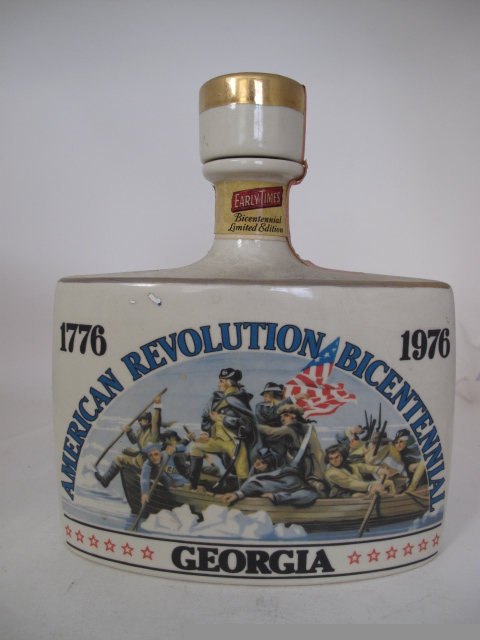 EARLY TIMES
Bicentennial
Limited Edition
1776
1976
AMERICAN REVOLUTION BICENTENNIAL
GEORGIA